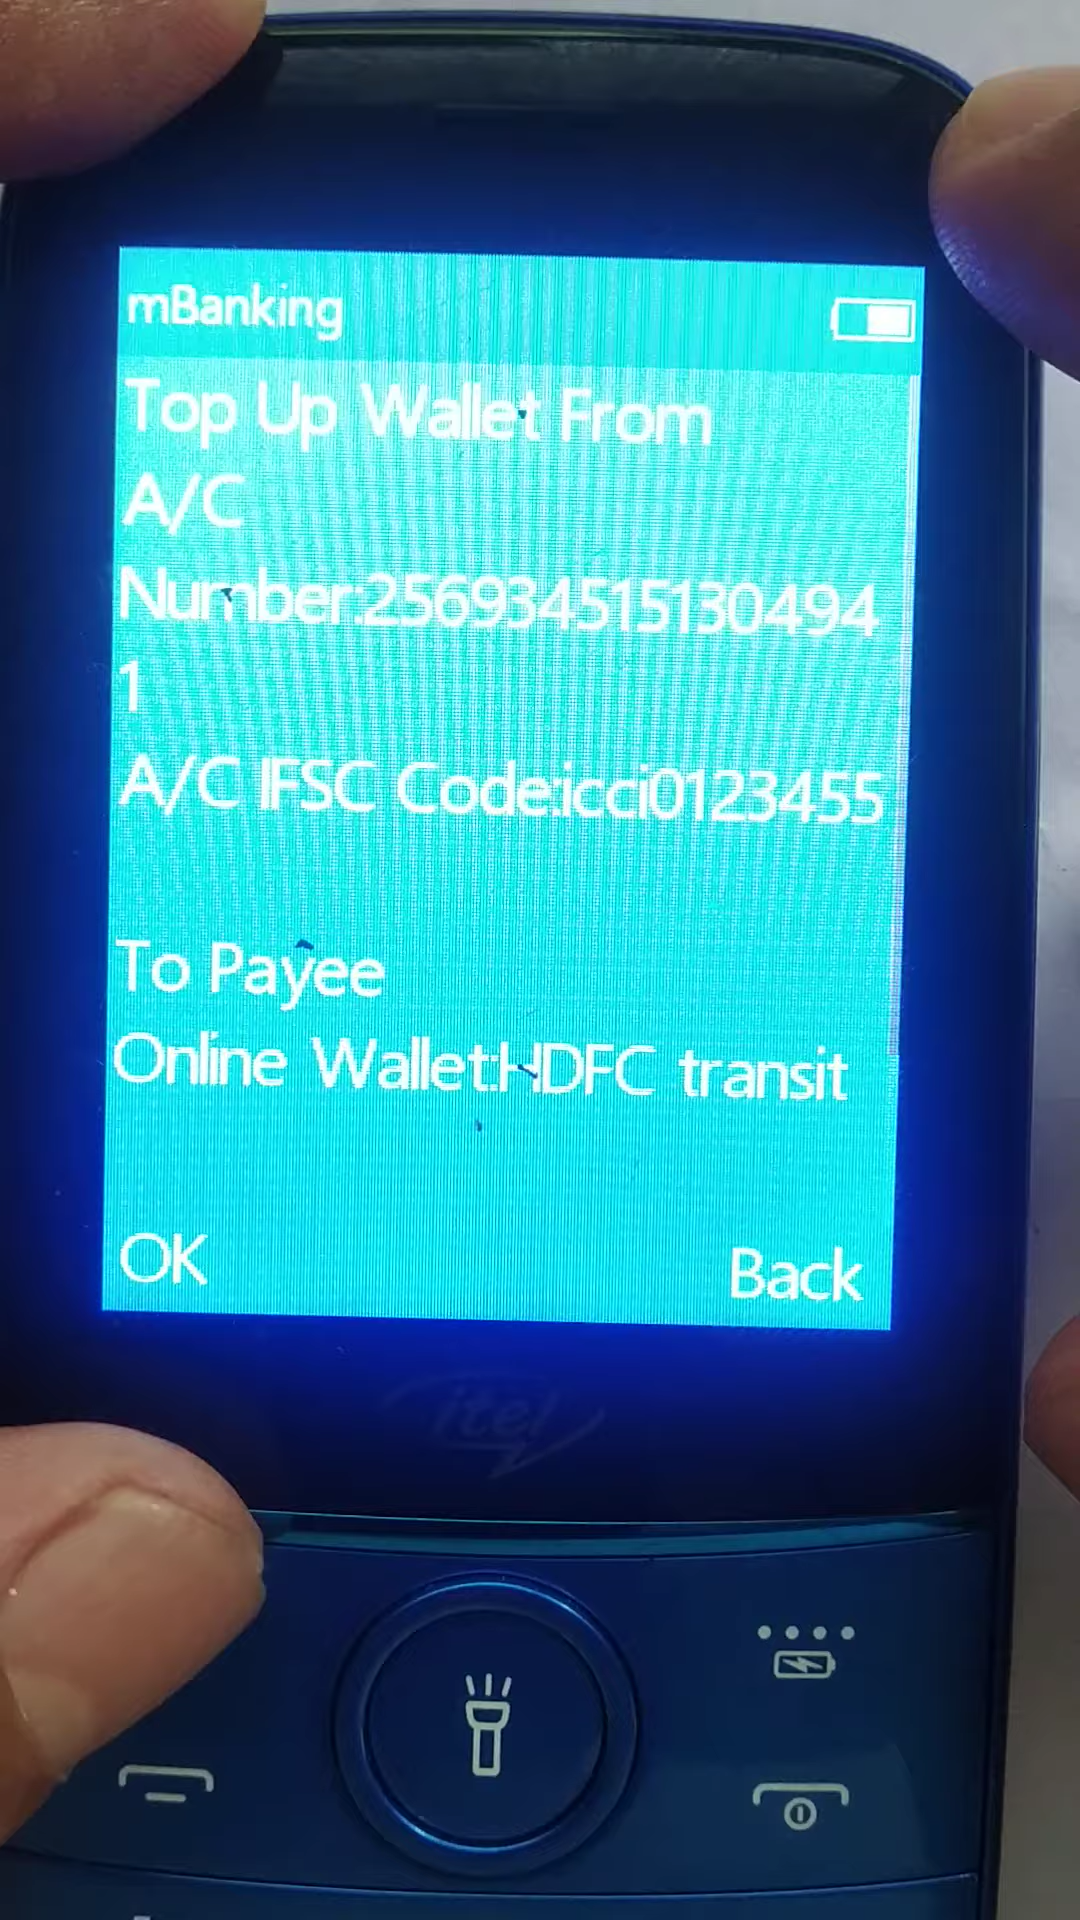 mBanking
Top Up Wallet From
A/C
Number:256934515130494
1
A/C IFSC Code:icci0123455
To Payee
Online Wallet:HDFC transit
OK
Back
itel